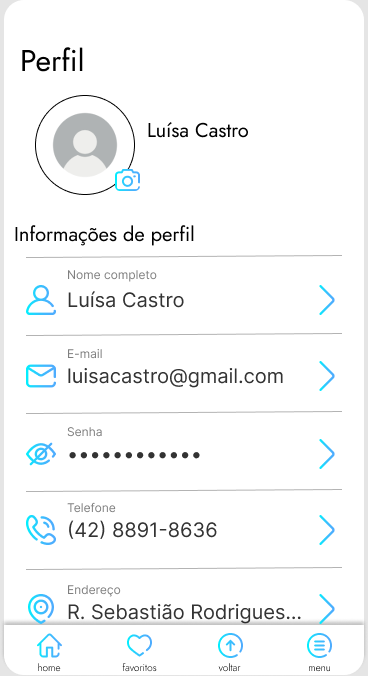 Perfil
Luísa Castro
Informações de perfil
Nome completo
Luísa Castro
E-mail
luisacastro@gmail.com
Senha
••••••••••••
Telefone
(42) 8891-8636
Endereço
R. Sebastião Rodrigues...
home favoritos voltar menu